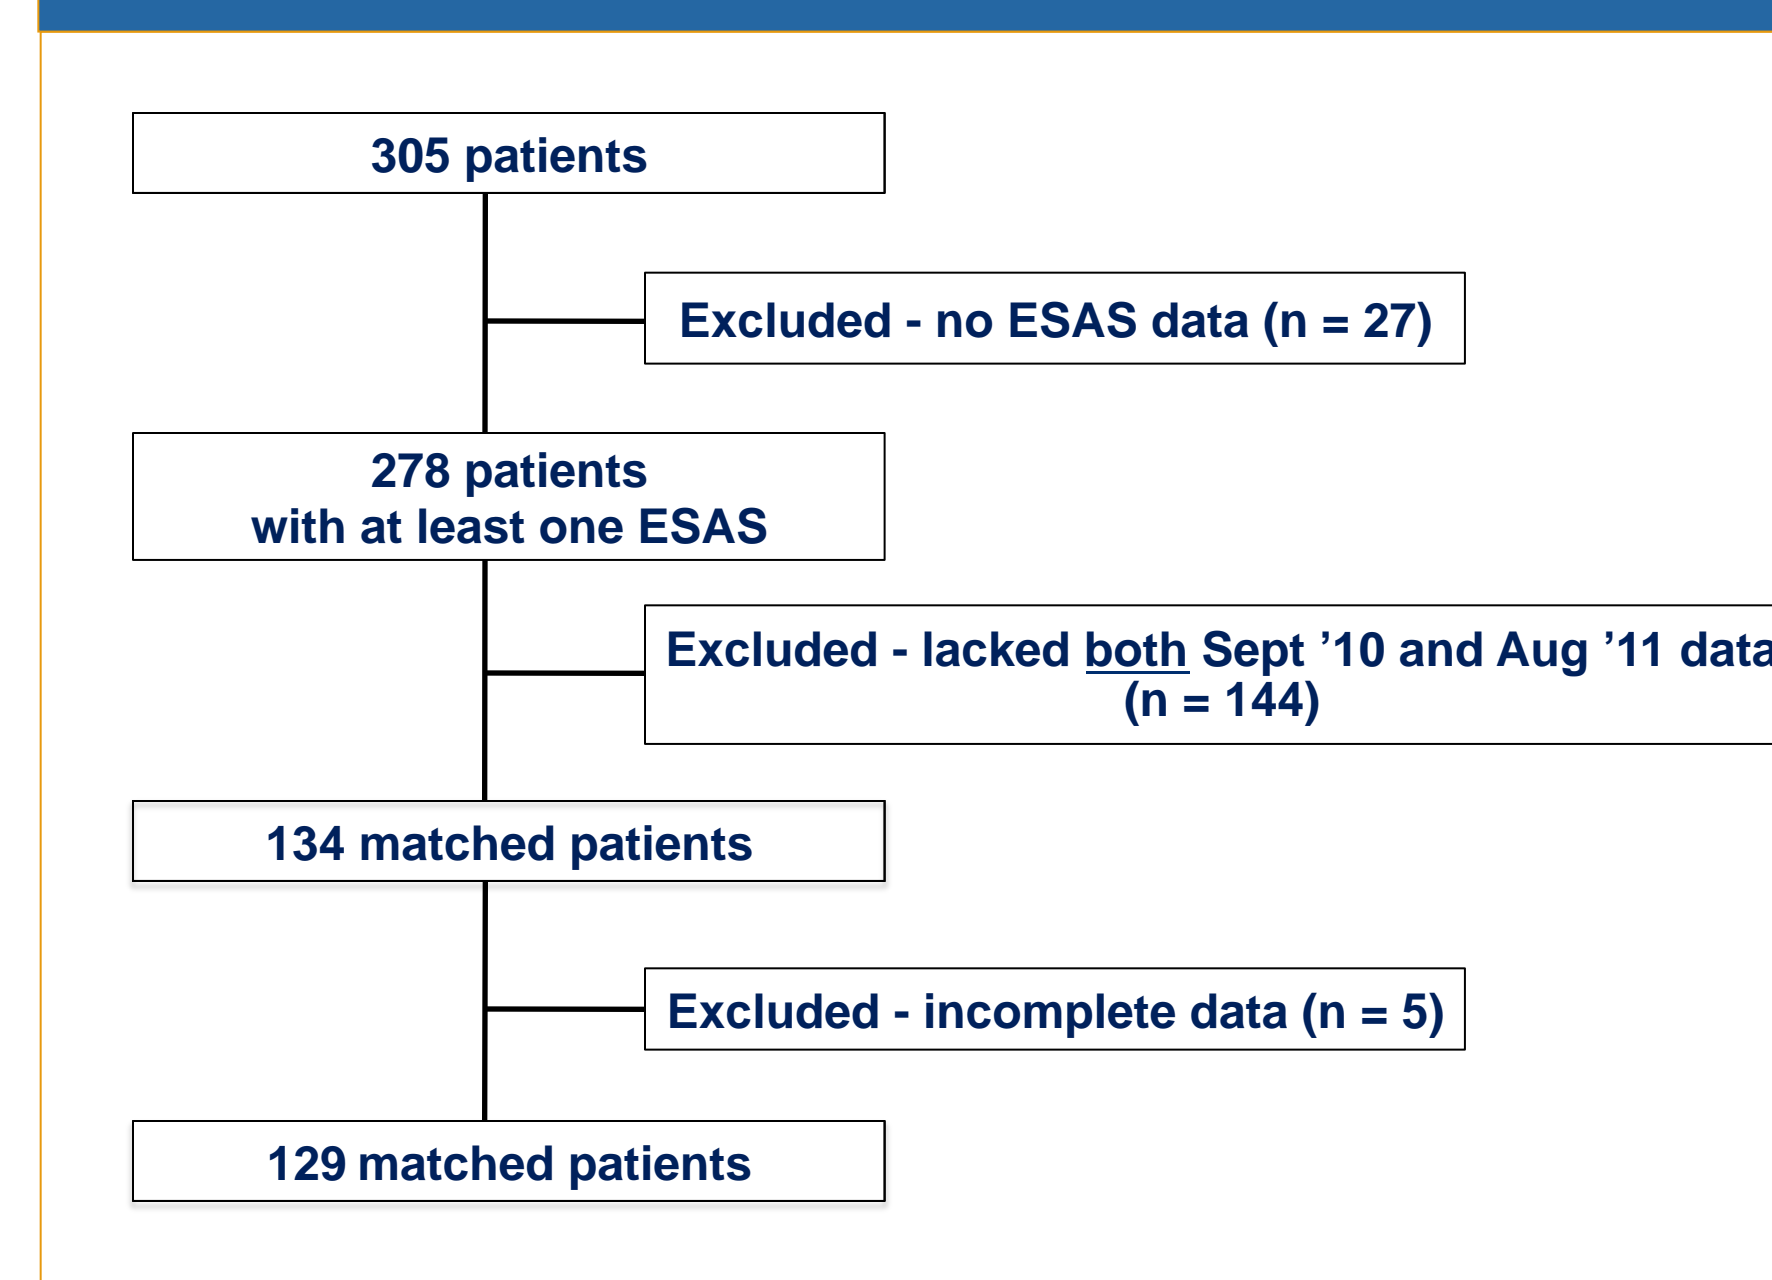 305 patients
Excluded - no ESAS data (n = 27)
278 patients
with at least one ESAS
Excluded - lacked both Sept ’10 and Aug ’11 data
(n = 144)
134 matched patients
Excluded - incomplete data (n = 5)
129 matched patients